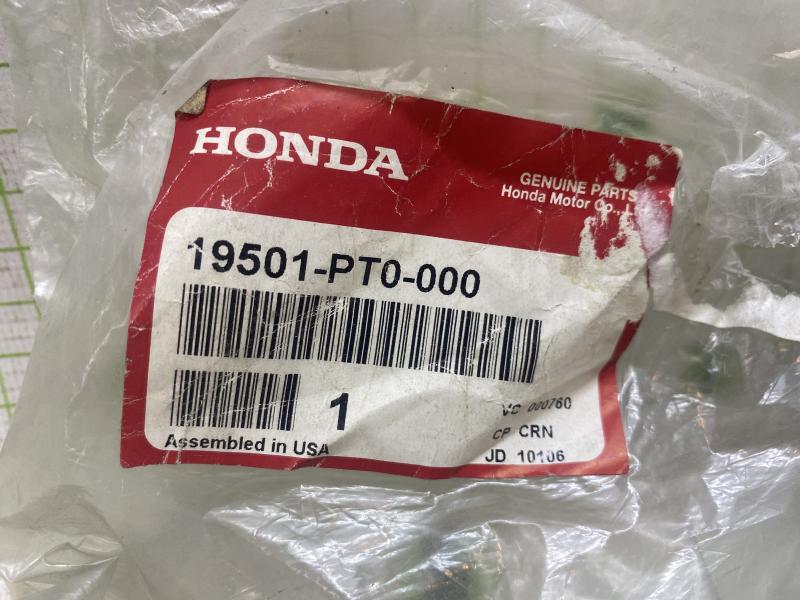 HONDA
GENUINE PARTS
Honda Motor Co.,
19501-PT0-000
1
VC 000760
CP CRN
Assembled in USA
JD 10106